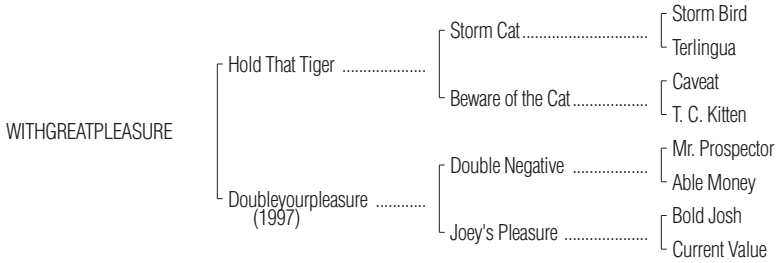 Storm Bird
Storm Cat..............................
Terlingua
Hold That Tiger ....................
Caveat
Beware of the Cat..................
T. C. Kitten
WITHGREATPLEASURE
Mr. Prospector
Double Negative ..................
Able Money
Doubleyourpleasure ............
(1997)
Bold Josh
Joey's Pleasure ....................
Current Value